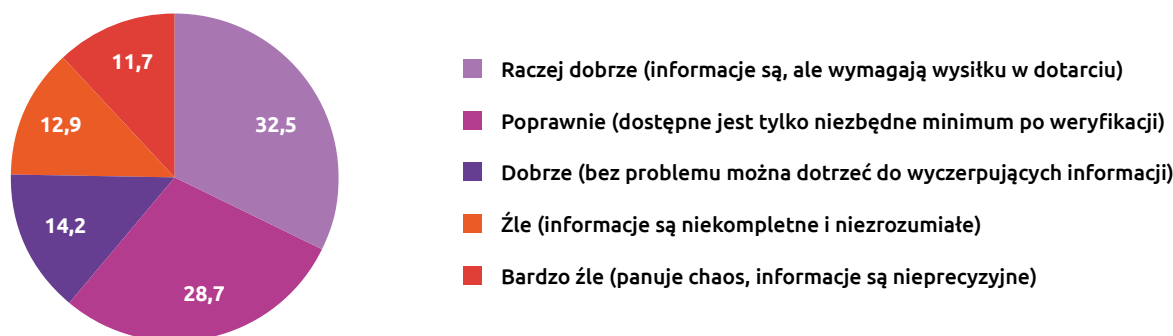 11,7
12,9
32,5
14,2
28,7
Raczej dobrze (informacje są, ale wymagają wysiłku w dotarciu)
Poprawnie (dostępne jest tylko niezbędne minimum po weryfikacji)
Dobrze (bez problemu można dotrzeć do wyczerpujących informacji)
Źle (informacje są niekompletne i niezrozumiałe)
Bardzo źle (panuje chaos, informacje są nieprecyzyjne)